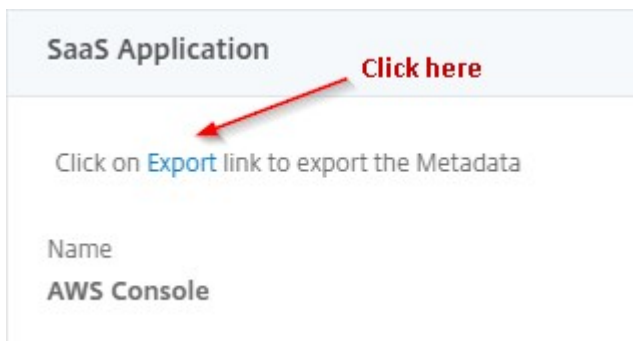 SaaS Application
Click here
Click on Export link to export the Metadata
Name
AWS Console